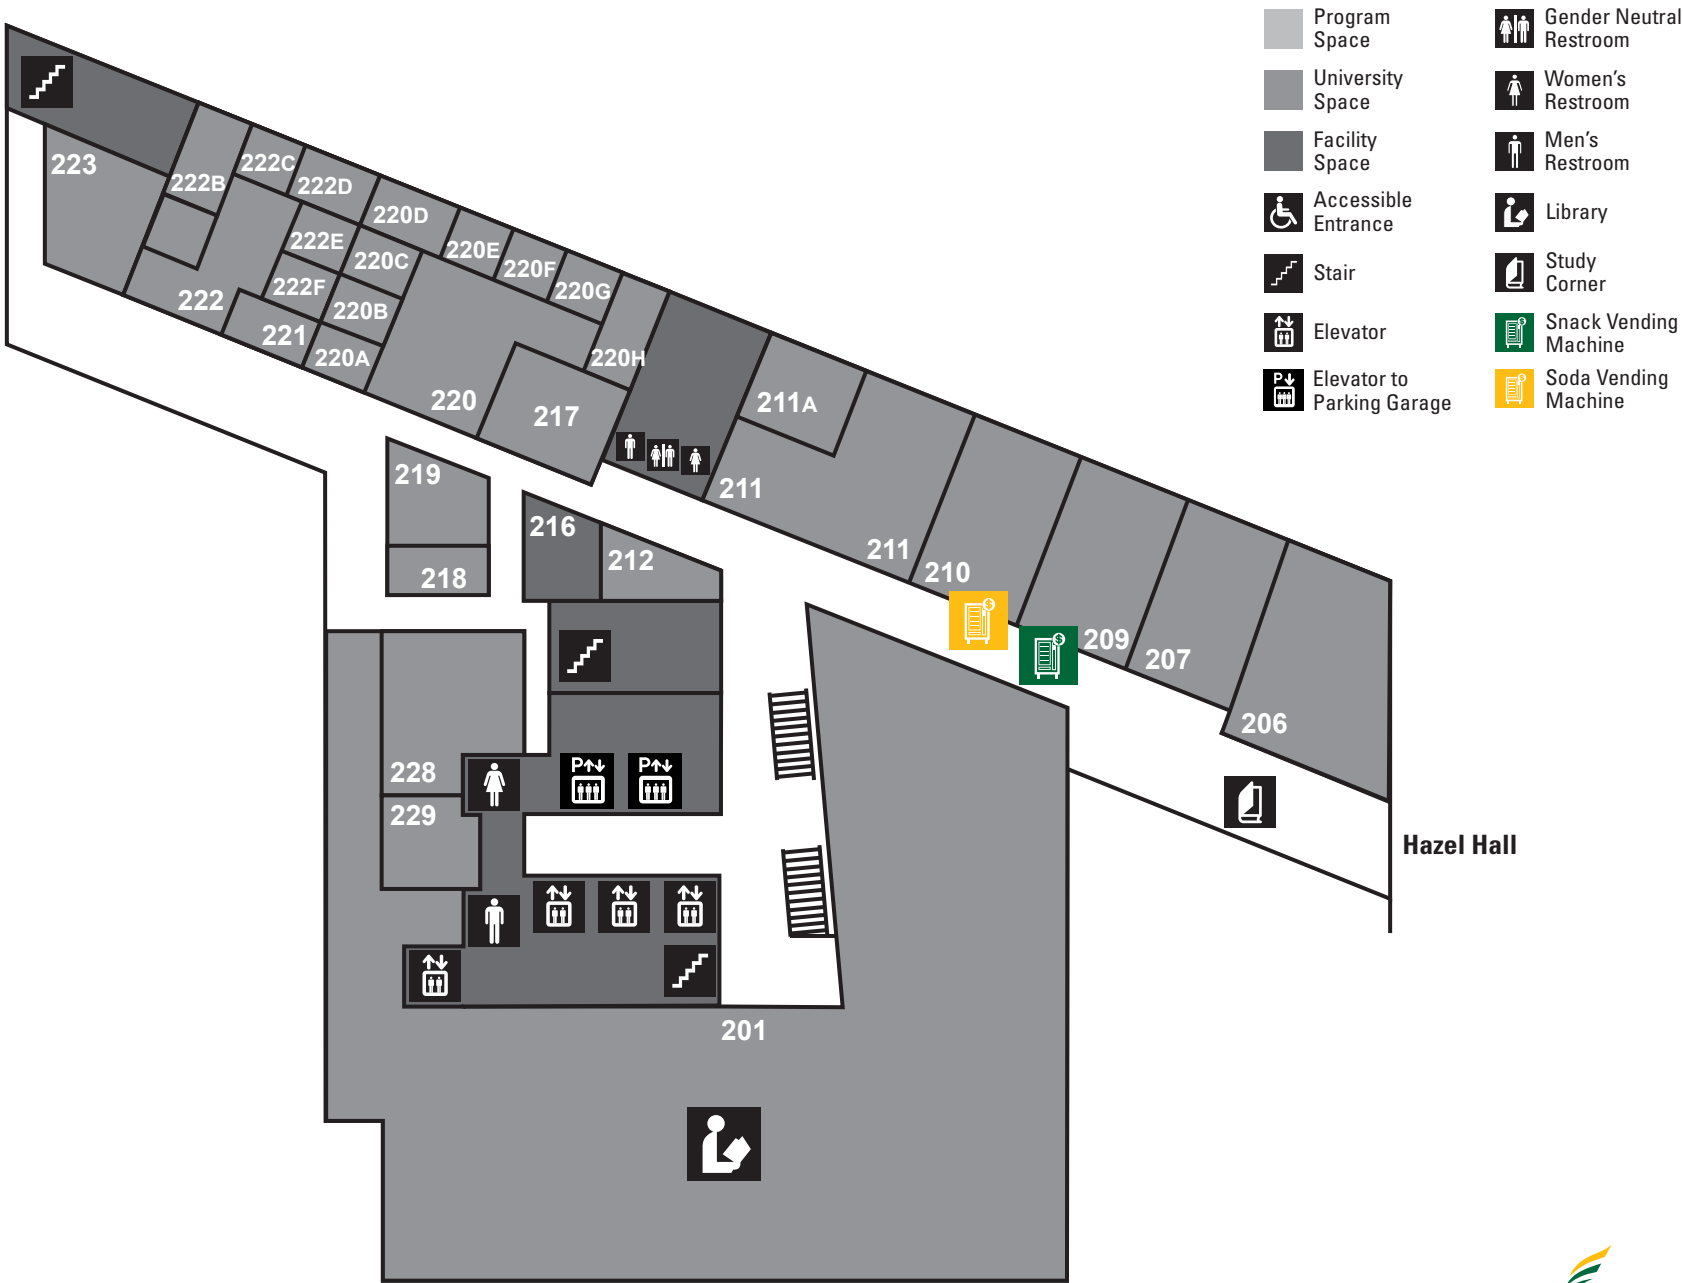 Program
Space
University
Space
Facility
Space
Accessible
Entrance
Stair
Elevator
Elevator to
Parking Garage
Gender Neutral
Restroom
Women's
Restroom
Men's
Restroom
Library
Study
Corner
Snack Vending
Machine
Soda Vending
Machine
223
222B
222C
222D
220D
222E
220C
220E
220F
220G
222F
220B
222
221
220A
220H
220
217
211A
211
211
210
209
207
206
219
218
216
212
228
229
P
P
201
Hazel Hall